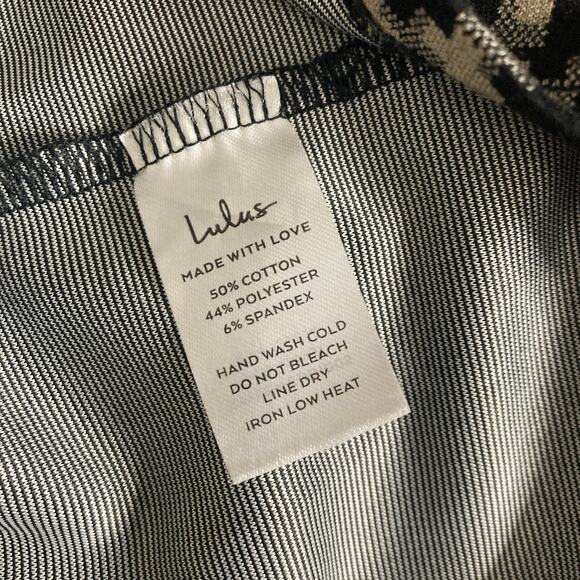 Lulus
MADE WITH LOVE
50% COTTON
44% POLYESTER
6% SPANDEX
HAND WASH COLD
DO NOT BLEACH
LINE DRY
IRON LOW HEAT